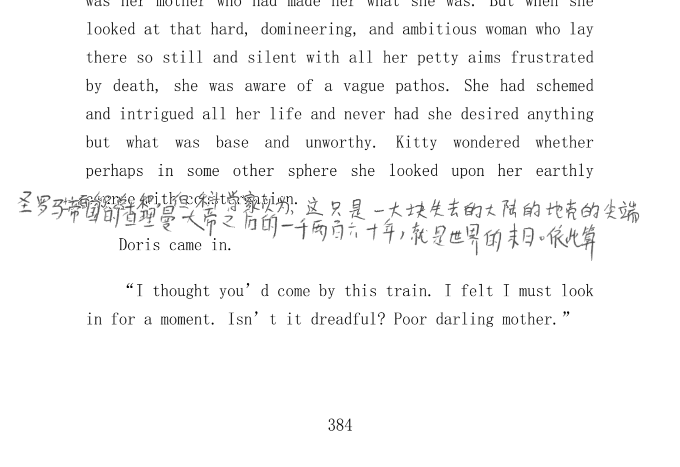 was her mother who had made her what she was. But when she
looked at that hard, domineering, and ambitious woman who lay
there so still and silent with all her petty aims frustrated
by death, she was aware of a vague pathos. She had schemed
and intrigued all her life and never had she desired anything
but what was base and unworthy. Kitty wondered whether
perhaps in some other sphere she looked upon her earthly
with consternation.
科学家认为,这只是一大块失去的大陆的地壳的尖端
圣罗马帝国的查理曼大帝之后的一千两百六十年,就是世界的末日。依此算
Doris came in.
“I thought you’d come by this train. I felt I must look
in for a moment. Isn’t it dreadful? Poor darling mother.”
384